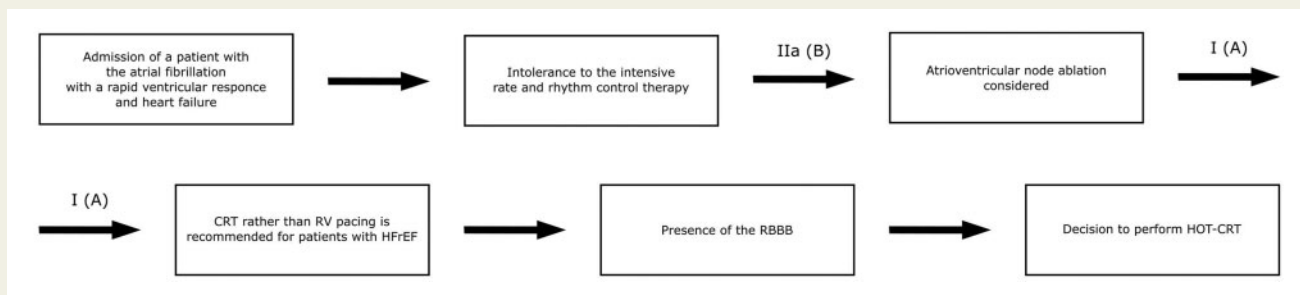 Admission of a patient with
the atrial fibrillation
with a rapid ventricular responce
and heart failure
Intolerance to the intensive
rate and rhythm control therapy
IIa (B)
Atrioventricular node ablation
considered
I (A)
I (A)
CRT rather than RV pacing is
recommended for patients with HFrEF
Presence of the RBBB
Decision to perform HOT-CRT